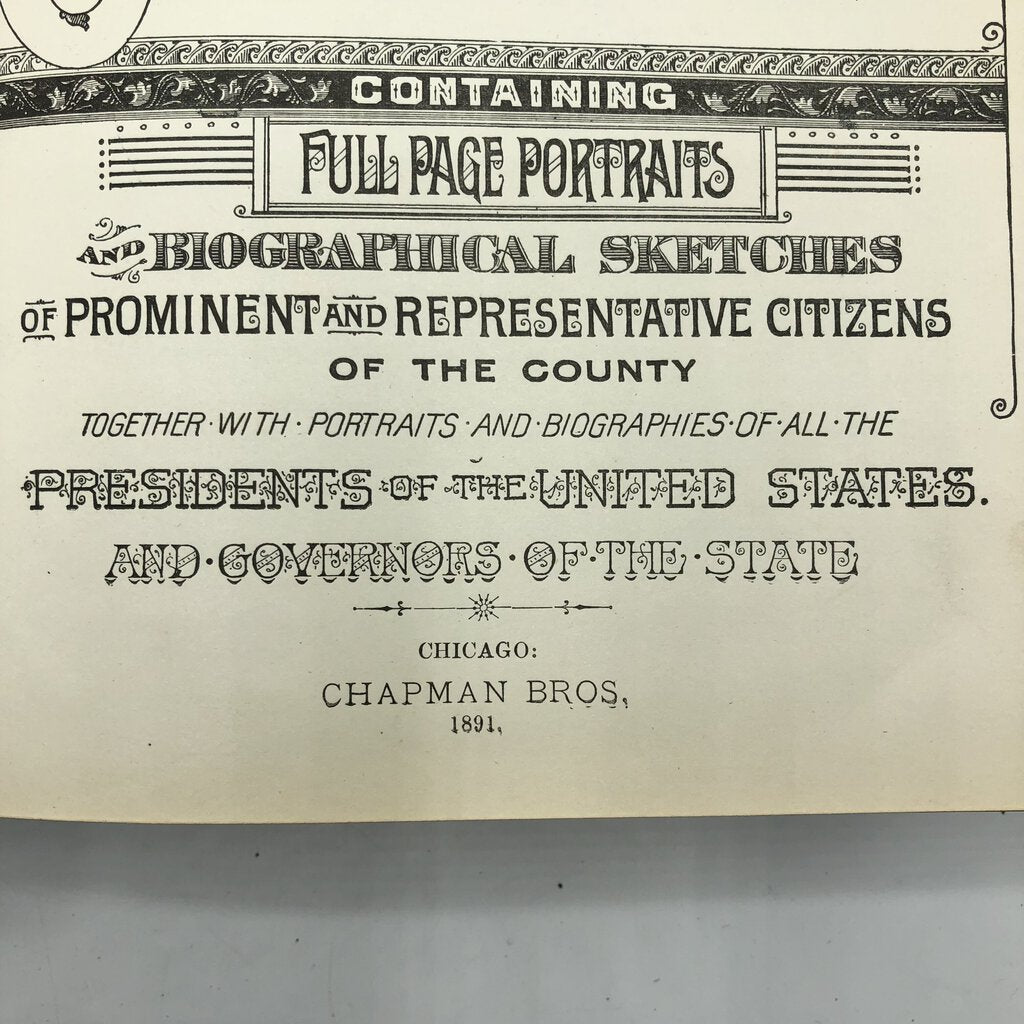 CONTAINING
FULL PAGE PORTRAITS
AND BIOGRAPHICAL SKETCHES
OF PROMINENT AND REPRESENTATIVE CITIZENS
OF THE COUNTY
TOGETHER·WITH·PORTRAITS·AND·BIOGRAPHIES·OF·ALL·THE
PRESIDENTS·OF·THE UNITED STATES.
AND·GOVERNORS·OF·THE·STATE
CHICAGO:
CHAPMAN BROS,
1891,